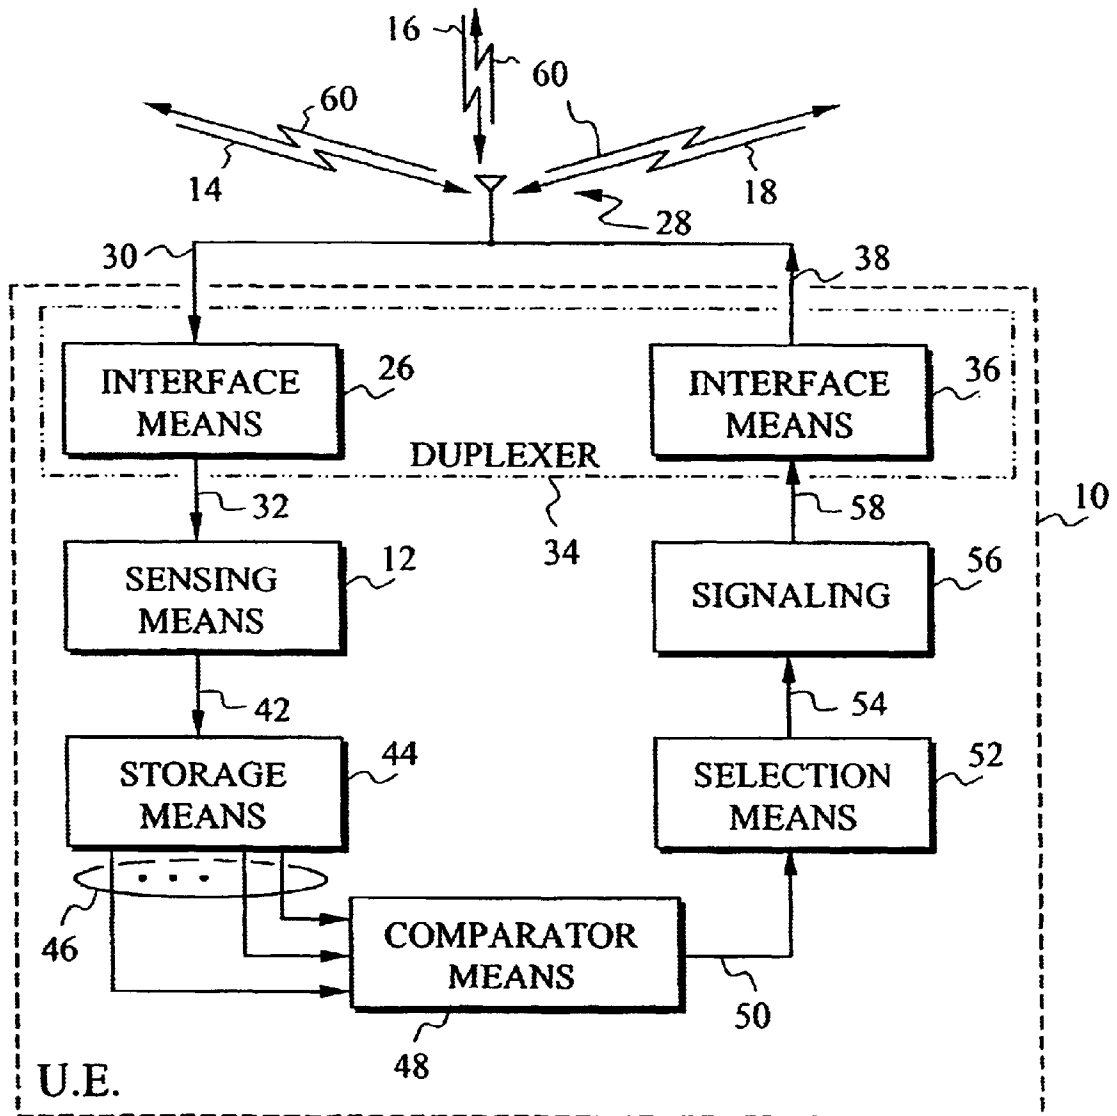 16
60
60
60
14
18
28
30
38
INTERFACE
MEANS
26
INTERFACE
MEANS
36
DUPLEXER
32
34
58
10
SENSING
MEANS
12
SIGNALING
56
42
54
STORAGE
MEANS
44
SELECTION
MEANS
52
46
COMPARATOR
MEANS
50
48
U.E.